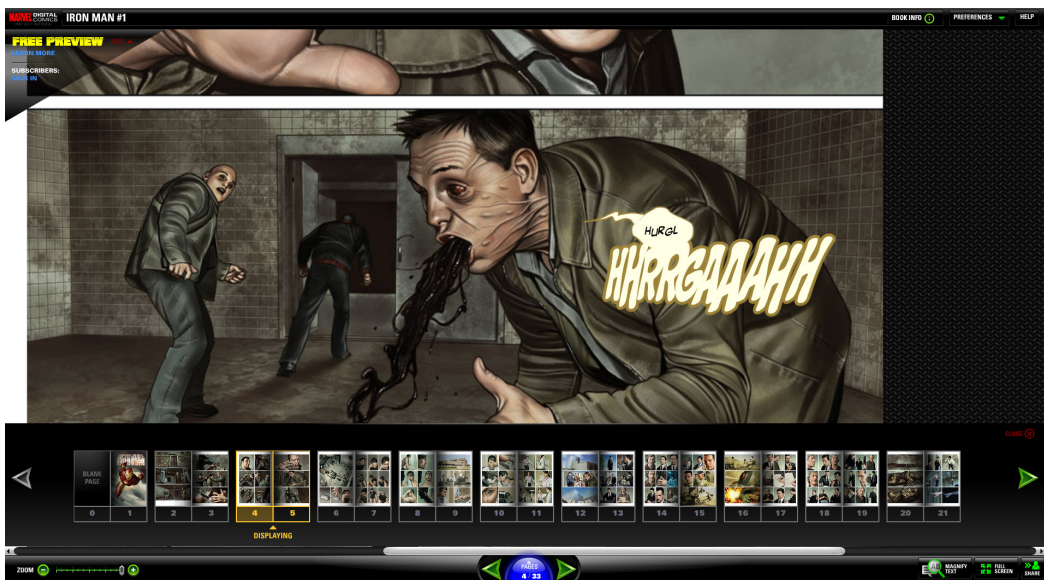 MARVEL DIGITAL COMICS IRON MAN #1 BOOK INFO PREFERENCES HELP
FREE PREVIEW
LEARN MORE
SUBSCRIBERS:
SIGN IN
HURGL
HHRRGAAAHH
CLOSE
BLANK
PAGE
0 1 2 3 4 5 6 7 8 9 10 11 12 13 14 15 16 17 18 19 20 21
DISPLAYING
ZOOM
PAGES
4 / 33
MAGNIFY
TEXT
FULL
SCREEN
SHARE